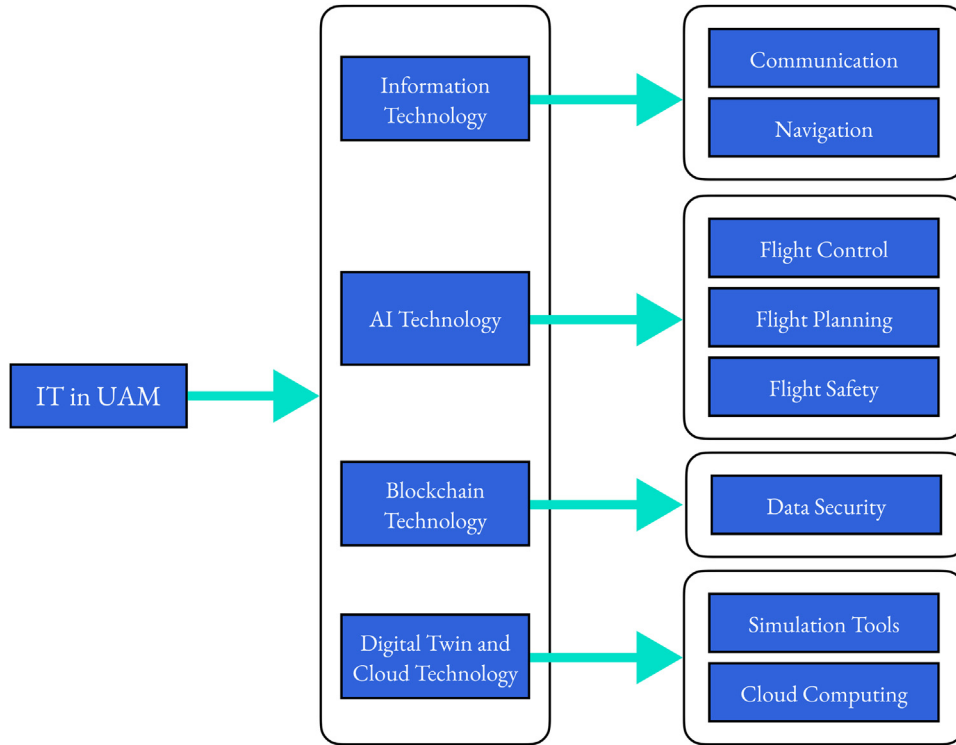 IT in UAM
Information
Technology
AI Technology
Blockchain
Technology
Digital Twin and
Cloud Technology
Communication
Navigation
Flight Control
Flight Planning
Flight Safety
Data Security
Simulation Tools
Cloud Computing